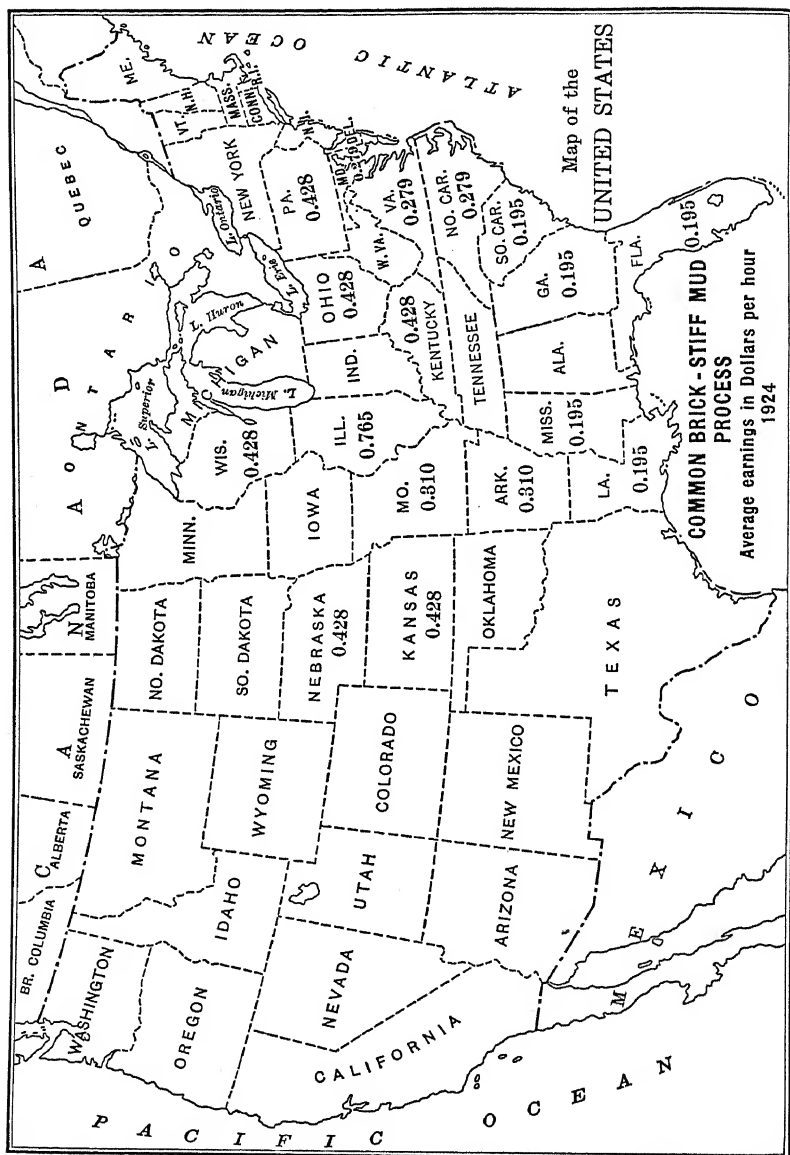 BR. COLUMBIA
ALBERTA
SASKACHEWAN
MANITOBA
C A N A D A
ONTARIO
QUEBEC
WASHINGTON
OREGON
CALIFORNIA
NEVADA
IDAHO
MONTANA
WYOMING
UTAH
COLORADO
ARIZONA
NEW MEXICO
NO. DAKOTA
SO. DAKOTA
NEBRASKA
0.428
KANSAS
0.428
OKLAHOMA
TEXAS
MINN.
IOWA
MO.
0.310
ARK.
0.310
LA.
0.195
WIS.
0.428
ILL.
0.765
MICHIGAN
IND.
OHIO
0.428
KENTUCKY
0.428
TENNESSEE
MISS.
0.195
ALA.
GA.
0.195
FLA.
0.195
SO. CAR.
0.195
NO. CAR.
0.279
VA.
0.279
W. VA.
MD.
0.279
DEL.
N.J.
PA.
0.428
NEW YORK
VT.
N.H.
ME.
MASS.
CONN.
R.I.
L. Superior
L. Michigan
L. Huron
L. Erie
L. Ontario
PACIFIC OCEAN
ATLANTIC OCEAN
MEXICO
Map of the
UNITED STATES
COMMON BRICK-STIFF MUD
PROCESS
Average earnings in Dollars per hour
1924